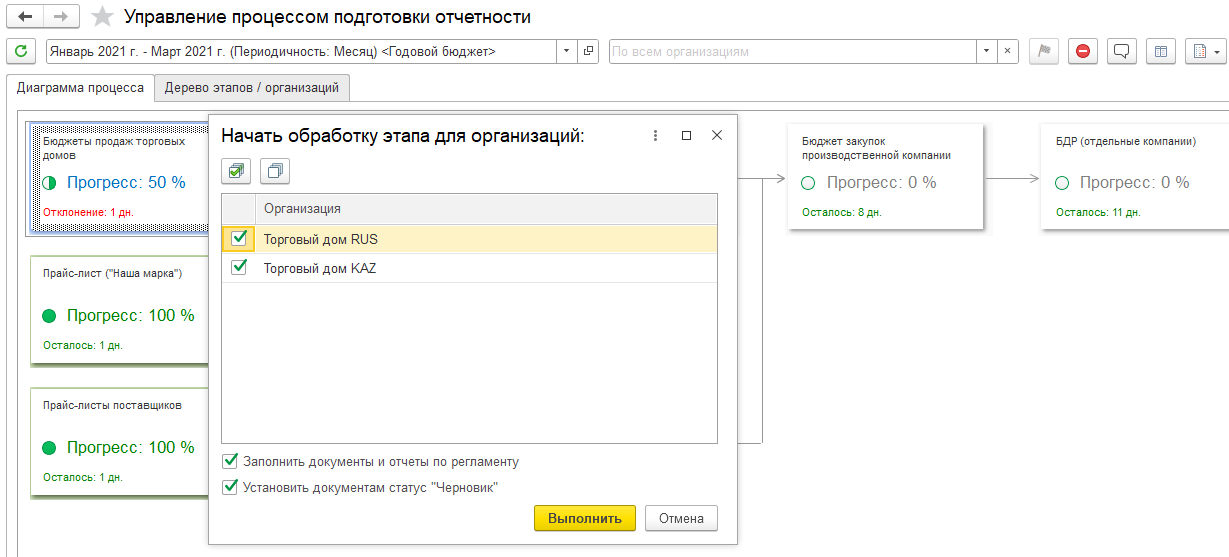 Управление процессом подготовки отчетности
Январь 2021 г. - Март 2021 г. (Периодичность: Месяц) <Годовой бюджет>
По всем организациям
Диаграмма процесса
Дерево этапов / организаций
Бюджеты продаж торговых
домов
Прогресс: 50 %
Отклонение: 1 дн.
Прайс-лист ("Наша марка")
Прогресс: 100 %
Осталось: 1 дн.
Прайс-листы поставщиков
Прогресс: 100 %
Осталось: 1 дн.
Начать обработку этапа для организаций:
Организация
Торговый дом RUS
Торговый дом KAZ
Заполнить документы и отчеты по регламенту
Установить документам статус "Черновик"
Выполнить
Отмена
Бюджет закупок
производственной компании
Прогресс: 0 %
Осталось: 8 дн.
БДР (отдельные компании)
Прогресс: 0 %
Осталось: 11 дн.